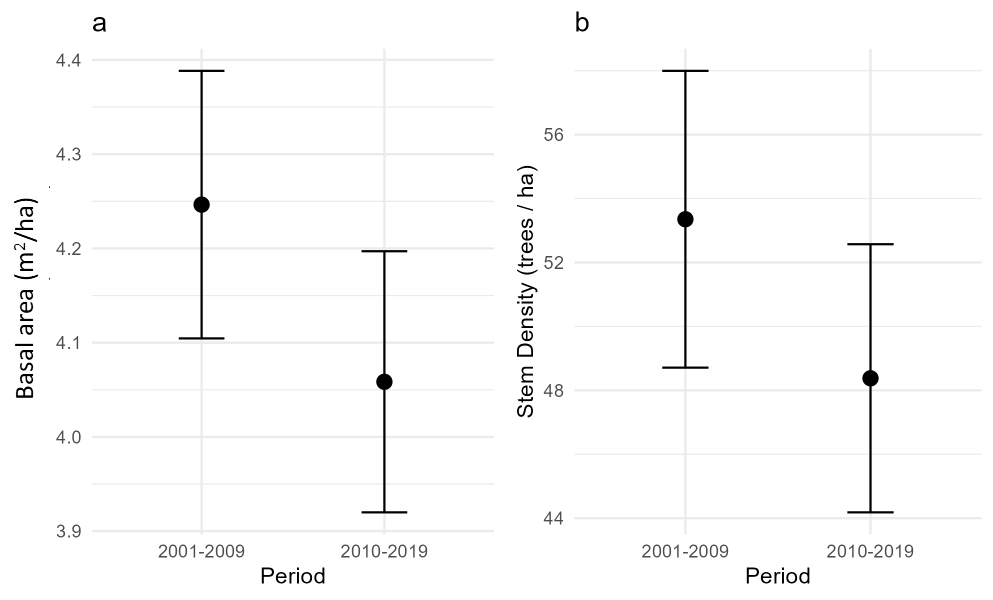 a
Basal area (m²/ha)
4.4
4.3
4.2
4.1
4.0
3.9
2001-2009 2010-2019
Period
b
Stem Density (trees / ha)
56
52
48
44
2001-2009 2010-2019
Period